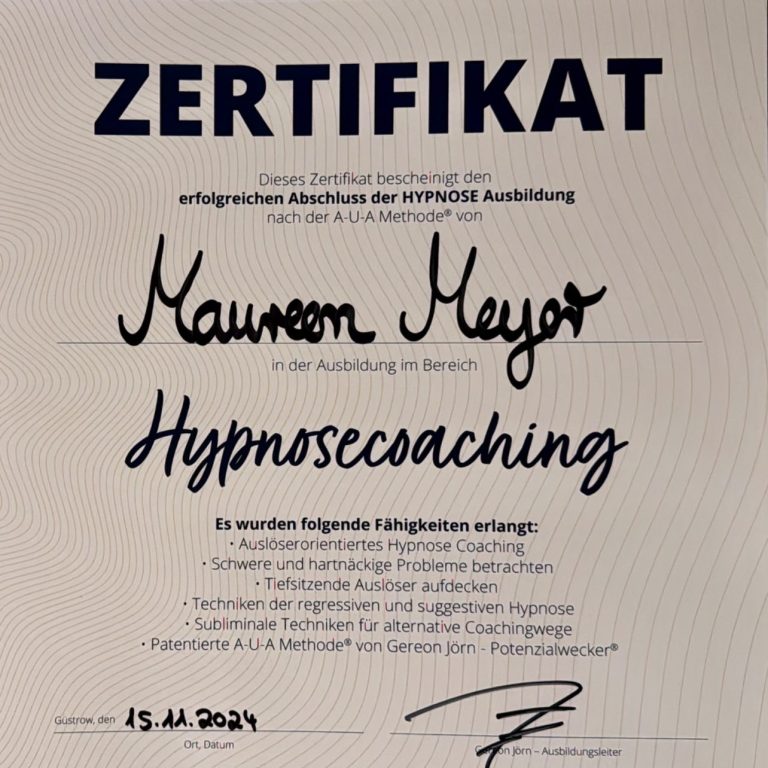 ZERTIFIKAT
Dieses Zertifikat bescheinigt den
erfolgreichen Abschluss der HYPNOSE Ausbildung
nach der A-U-A Methode® von
Maureen Meyer
in der Ausbildung im Bereich
Hypnosecoaching
Es wurden folgende Fähigkeiten erlangt:
· Auslöserorientiertes Hypnose Coaching
· Schwere und hartnäckige Probleme betrachten
· Tiefsitzende Auslöser aufdecken
· Techniken der regressiven und suggestiven Hypnose
· Subliminale Techniken für alternative Coachingwege
· Patentierte A-U-A Methode® von Gereon Jörn - Potenzialwecker®
Güstrow, den 15.11.2024
Ort, Datum
Gereon Jörn – Ausbildungsleiter